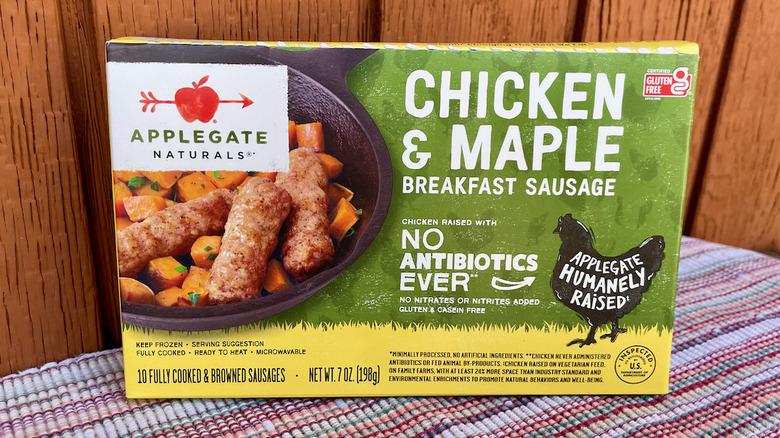 APPLEGATE
NATURALS®*
CHICKEN
& MAPLE
BREAKFAST SAUSAGE
CERTIFIED
GLUTEN
FREE
CHICKEN RAISED WITH
NO
ANTIBIOTICS
EVER**
NO NITRATES OR NITRITES ADDED
GLUTEN & CASEIN FREE
APPLEGATE
HUMANELY
RAISED†
KEEP FROZEN • SERVING SUGGESTION
FULLY COOKED • READY TO HEAT • MICROWAVABLE
10 FULLY COOKED & BROWNED SAUSAGES • NET WT. 7 OZ. (198g)
*MINIMALLY PROCESSED, NO ARTIFICIAL INGREDIENTS. **CHICKEN NEVER ADMINISTERED
ANTIBIOTICS OR FED ANIMAL BY-PRODUCTS. †CHICKEN RAISED ON VEGETARIAN FEED,
ON FAMILY FARMS, WITH AT LEAST 24% MORE SPACE THAN INDUSTRY STANDARD AND
ENVIRONMENTAL ENRICHMENTS TO PROMOTE NATURAL BEHAVIORS AND WELL-BEING.
INSPECTED
U.S.
DEPARTMENT OF
AGRICULTURE